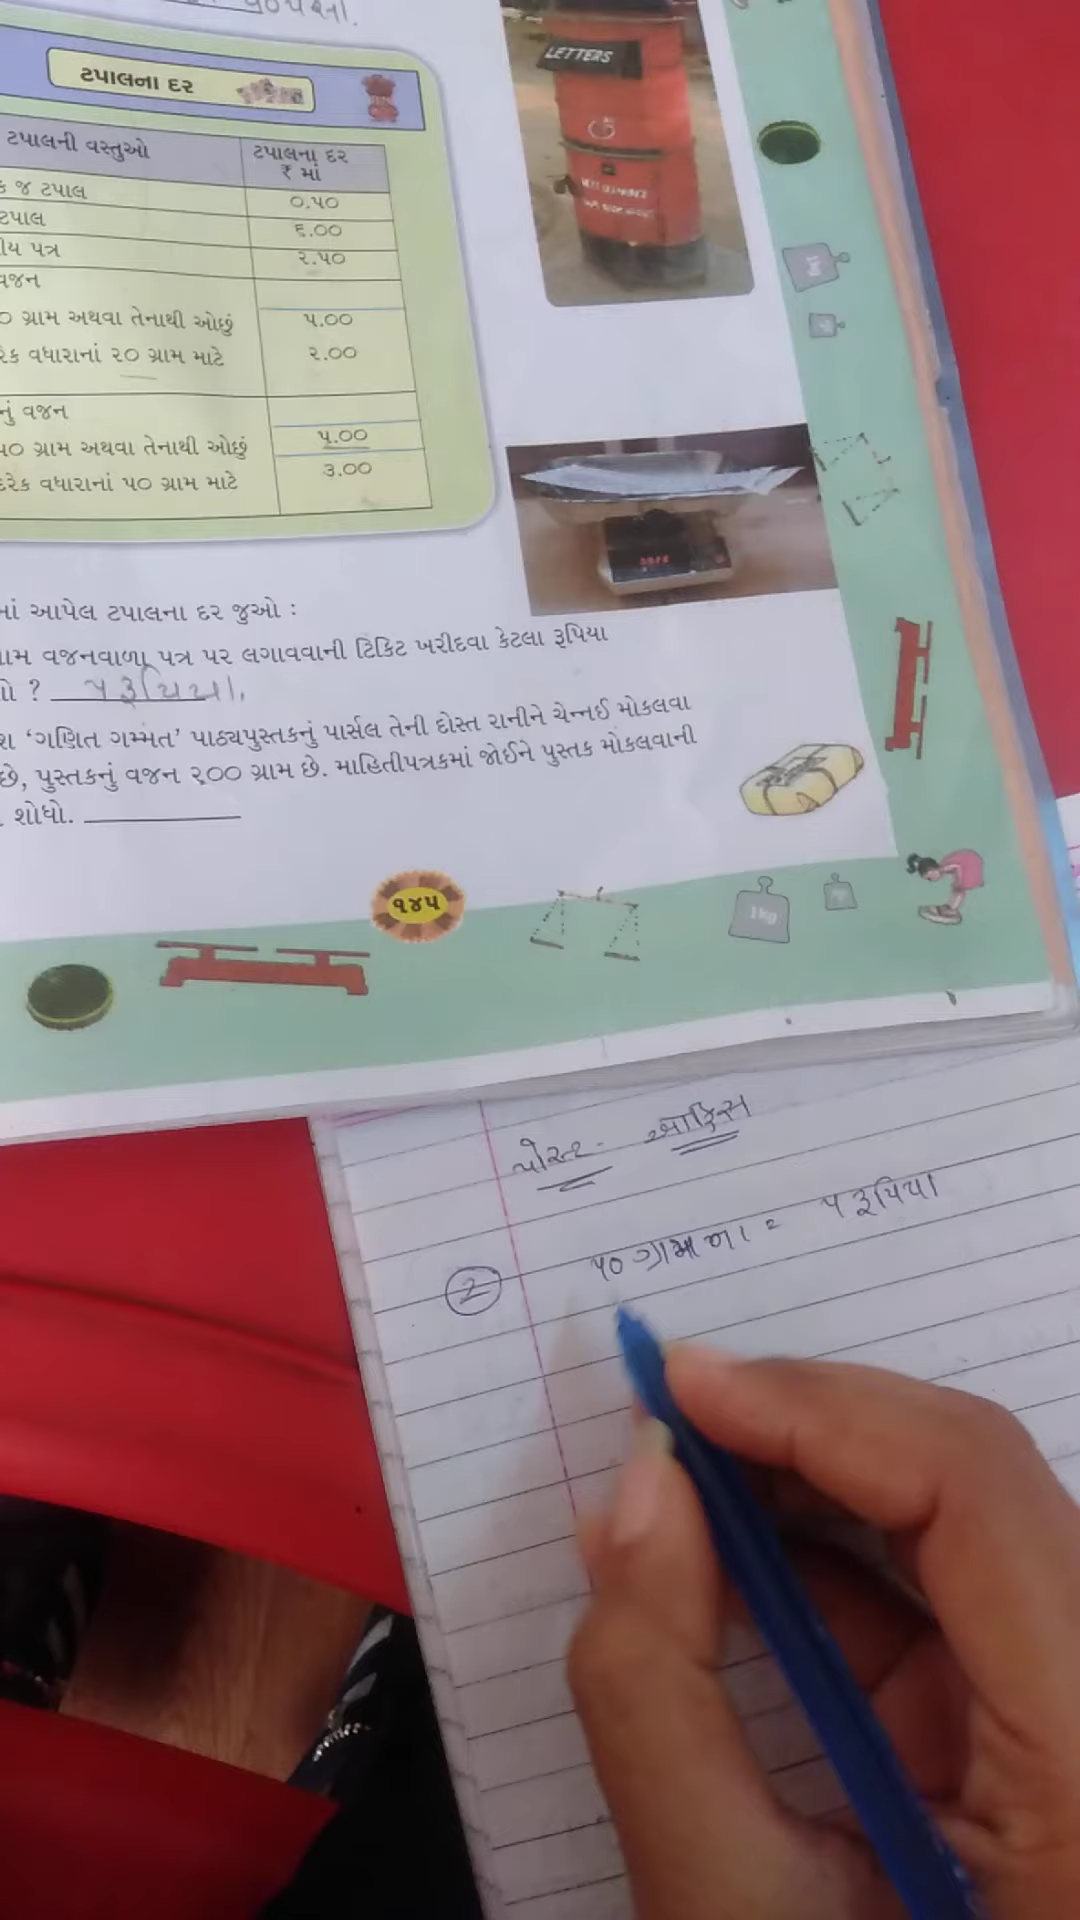 ટપાલના દર
ટપાલની વસ્તુઓ
ટપાલના દર
₹ માં
જ ટપાલ
૦.૫૦
ટપાલ
૬.૦૦
ીય પત્ર
૨.૫૦
વજન
૦ ગ્રામ અથવા તેનાથી ઓછું
૫.૦૦
રેક વધારાનાં ૨૦ ગ્રામ માટે
૨.૦૦
નું વજન
૫૦ ગ્રામ અથવા તેનાથી ઓછું
૫.૦૦
દરેક વધારાનાં ૫૦ ગ્રામ માટે
૩.૦૦
LETTERS
માં આપેલ ટપાલના દર જુઓ :
ામ વજનવાળા પત્ર પર લગાવવાની ટિકિટ ખરીદવા કેટલા રૂપિયા
ો ? ૫ રૂપિયા.
શ ‘ગણિત ગમ્મત’ પાઠ્યપુસ્તકનું પાર્સલ તેની દોસ્ત રાનીને ચેન્નઈ મોકલવા
છે, પુસ્તકનું વજન ૨૦૦ ગ્રામ છે. માહિતીપત્રકમાં જોઈને પુસ્તક મોકલવાની
શોધો.
૧૪૫
1kg
પોસ્ટ - ઓફિસ
2 ૫૦ ગ્રામના = ૫ રૂપિયા